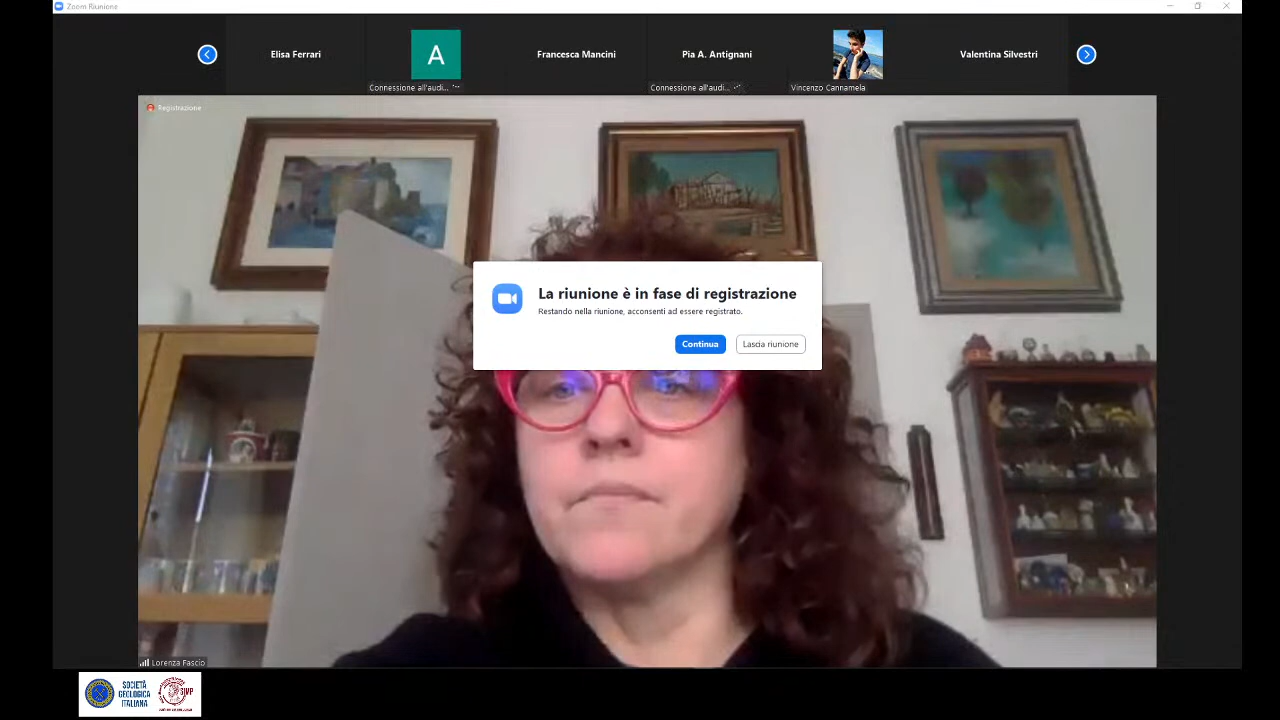 Zoom Riunione
Elisa Ferrari
A
Francesca Mancini
Pia A. Antignani
Valentina Silvestri
Connessione all'audi...
Connessione all'audi...
Vincenzo Cannamela
Registrazione
La riunione è in fase di registrazione
Restando nella riunione, acconsenti ad essere registrato.
Continua
Lascia riunione
Lorenza Fascio
SOCIETÀ
GEOLOGICA
ITALIANA
SIMP